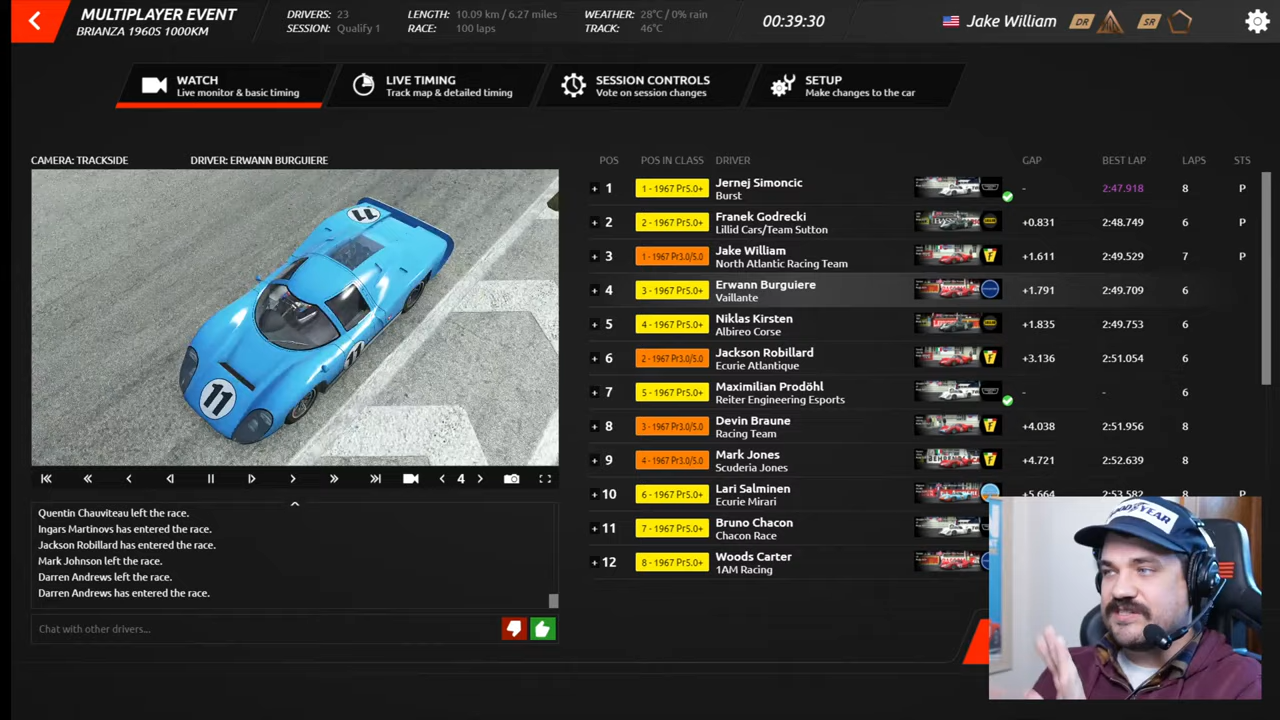 MULTIPLAYER EVENT
BRIANZA 1960S 1000KM
DRIVERS: 23
SESSION: Qualify 1
LENGTH: 10.09 km / 6.27 miles
RACE: 100 laps
WEATHER: 28°C / 0% rain
TRACK: 46°C
00:39:30
Jake William
DR
SR
WATCH
Live monitor & basic timing
LIVE TIMING
Track map & detailed timing
SESSION CONTROLS
Vote on session changes
SETUP
Make changes to the car
CAMERA: TRACKSIDE
DRIVER: ERWANN BURGUIERE
11
11
4
Quentin Chauviteau left the race.
Ingars Martinovs has entered the race.
Jackson Robillard has entered the race.
Mark Johnson left the race.
Darren Andrews left the race.
Darren Andrews has entered the race.
Chat with other drivers...
POS POS IN CLASS DRIVER GAP BEST LAP LAPS STS
+ 1 1 - 1967 Pr5.0+ Jernej Simoncic - 2:47.918 8 P
Burst
+ 2 2 - 1967 Pr5.0+ Franek Godrecki +0.831 2:48.749 6 P
Lillid Cars/Team Sutton
+ 3 1 - 1967 Pr3.0/5.0 Jake William +1.611 2:49.529 7 P
North Atlantic Racing Team
+ 4 3 - 1967 Pr5.0+ Erwann Burguiere +1.791 2:49.709 6
Vaillante
+ 5 4 - 1967 Pr5.0+ Niklas Kirsten +1.835 2:49.753 6
Albireo Corse
+ 6 2 - 1967 Pr3.0/5.0 Jackson Robillard +3.136 2:51.054 6
Ecurie Atlantique
+ 7 5 - 1967 Pr5.0+ Maximilian Prodöhl - - 6
Reiter Engineering Esports
+ 8 3 - 1967 Pr3.0/5.0 Devin Braune +4.038 2:51.956 8
Racing Team
+ 9 4 - 1967 Pr3.0/5.0 Mark Jones +4.721 2:52.639 8
Scuderia Jones
+ 10 6 - 1967 Pr5.0+ Lari Salminen +5.664 2:53.582 8 P
Ecurie Mirari
+ 11 7 - 1967 Pr5.0+ Bruno Chacon
Chacon Race
+ 12 8 - 1967 Pr5.0+ Woods Carter
1AM Racing
GOODYEAR